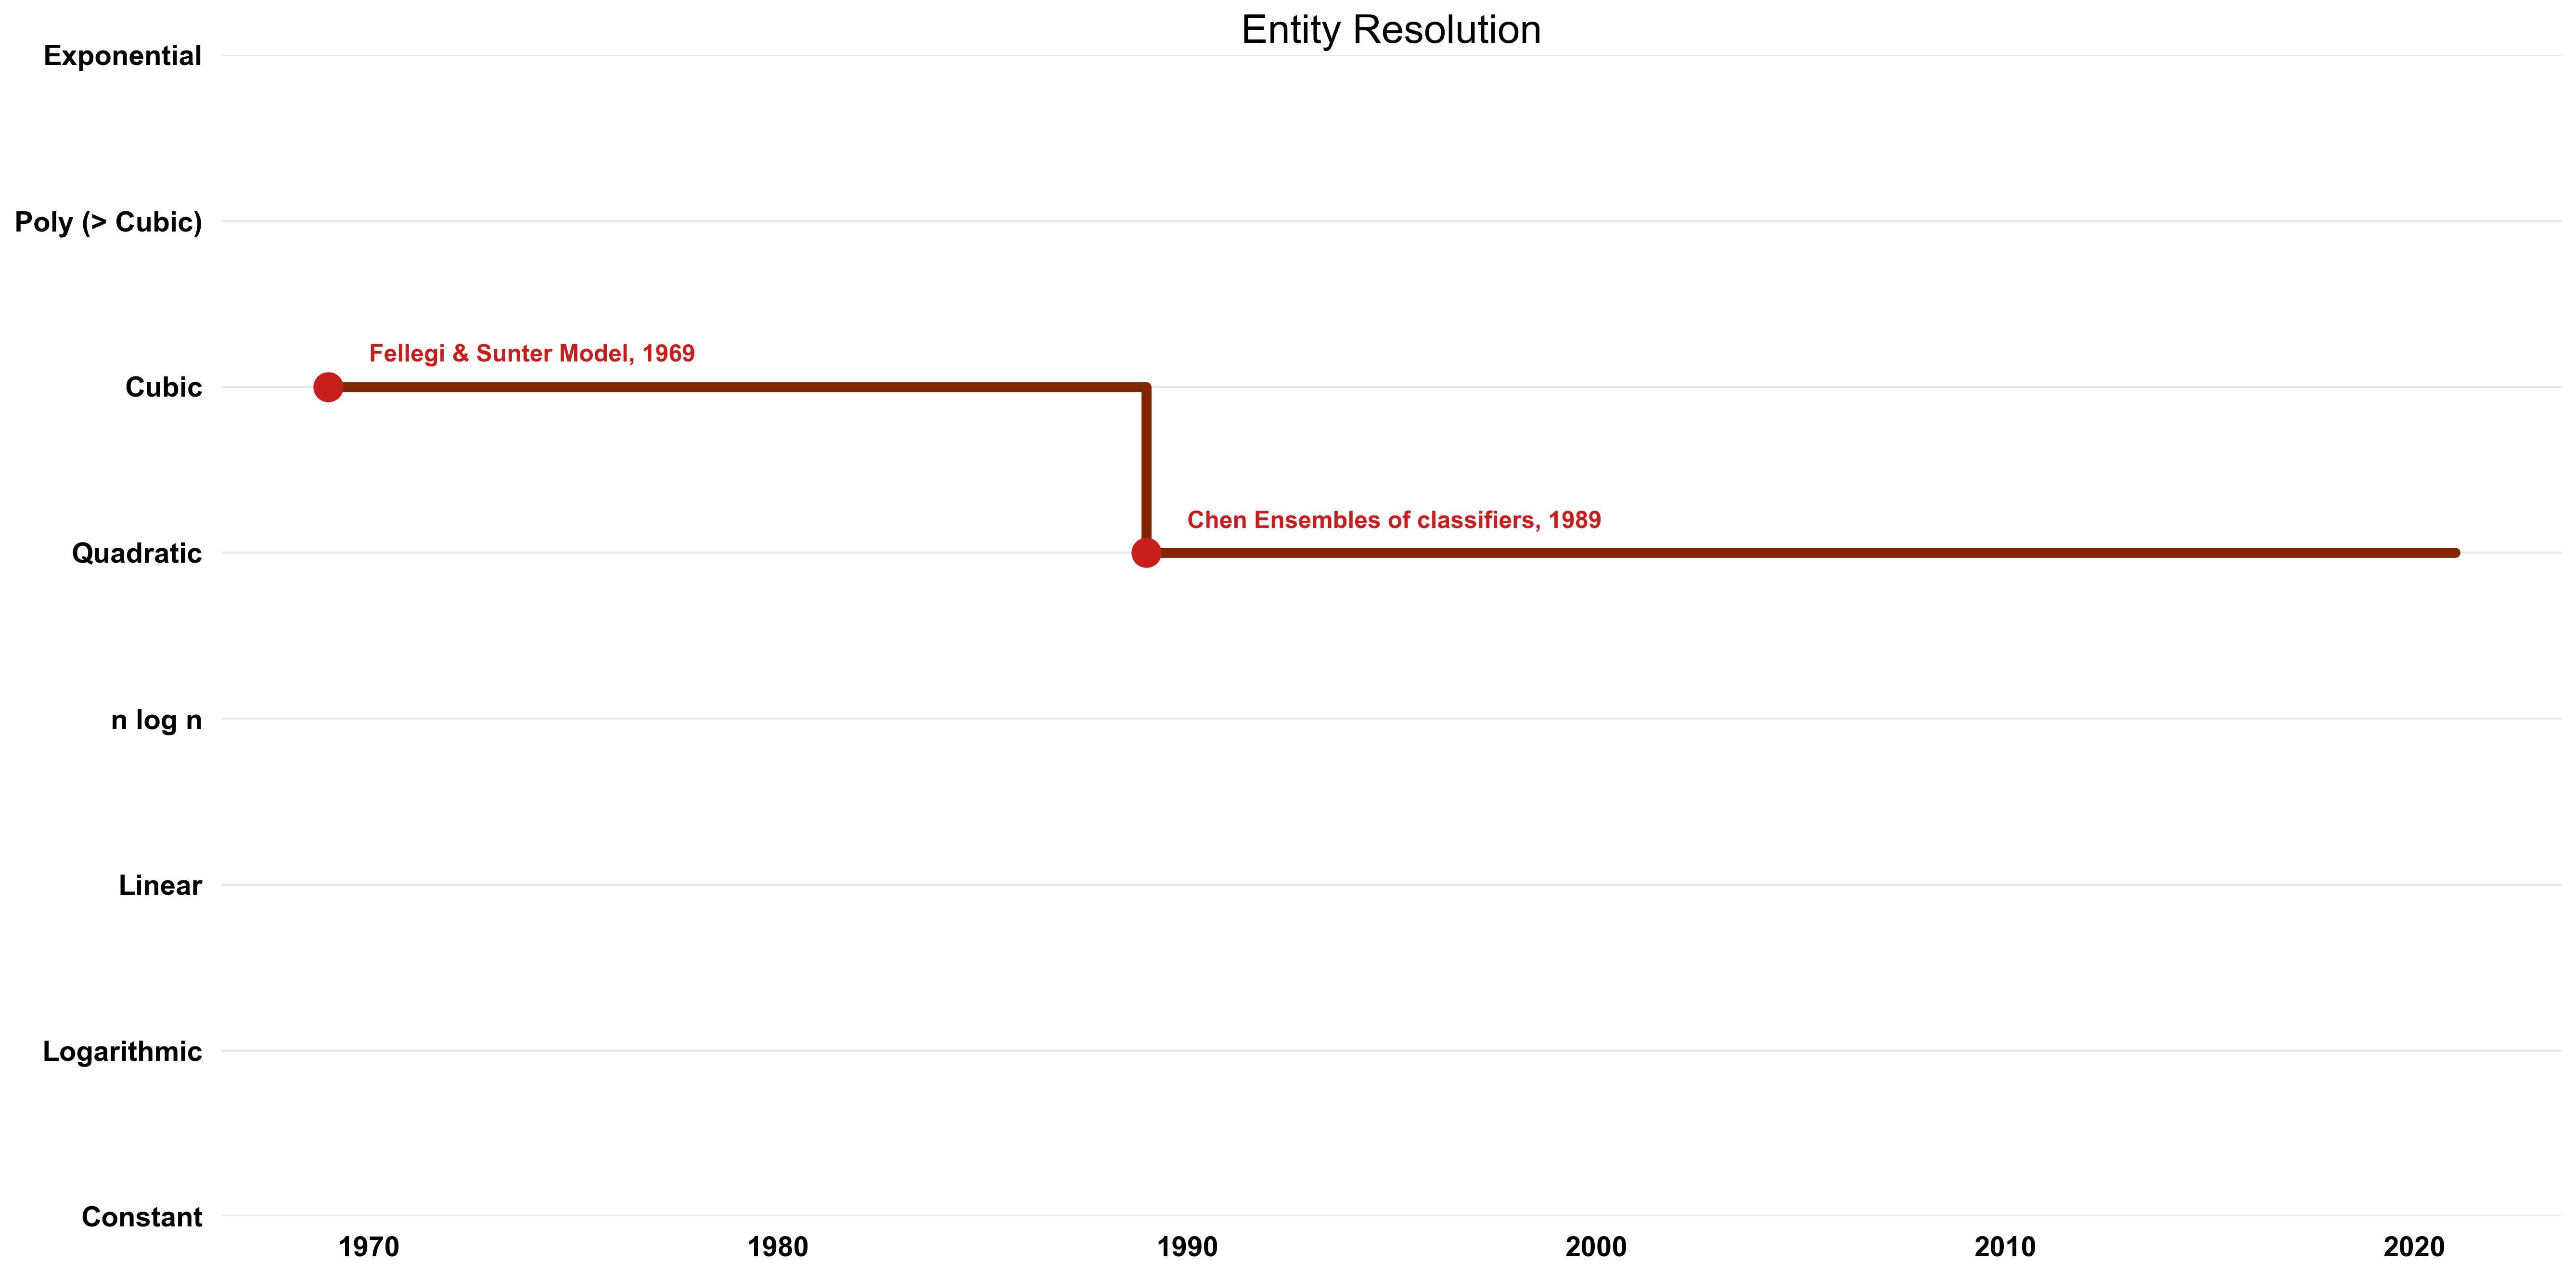 Entity Resolution
Exponential
Poly (> Cubic)
Cubic
Fellegi & Sunter Model, 1969
Quadratic
Chen Ensembles of classifiers, 1989
n log n
Linear
Logarithmic
Constant
1970 1980 1990 2000 2010 2020